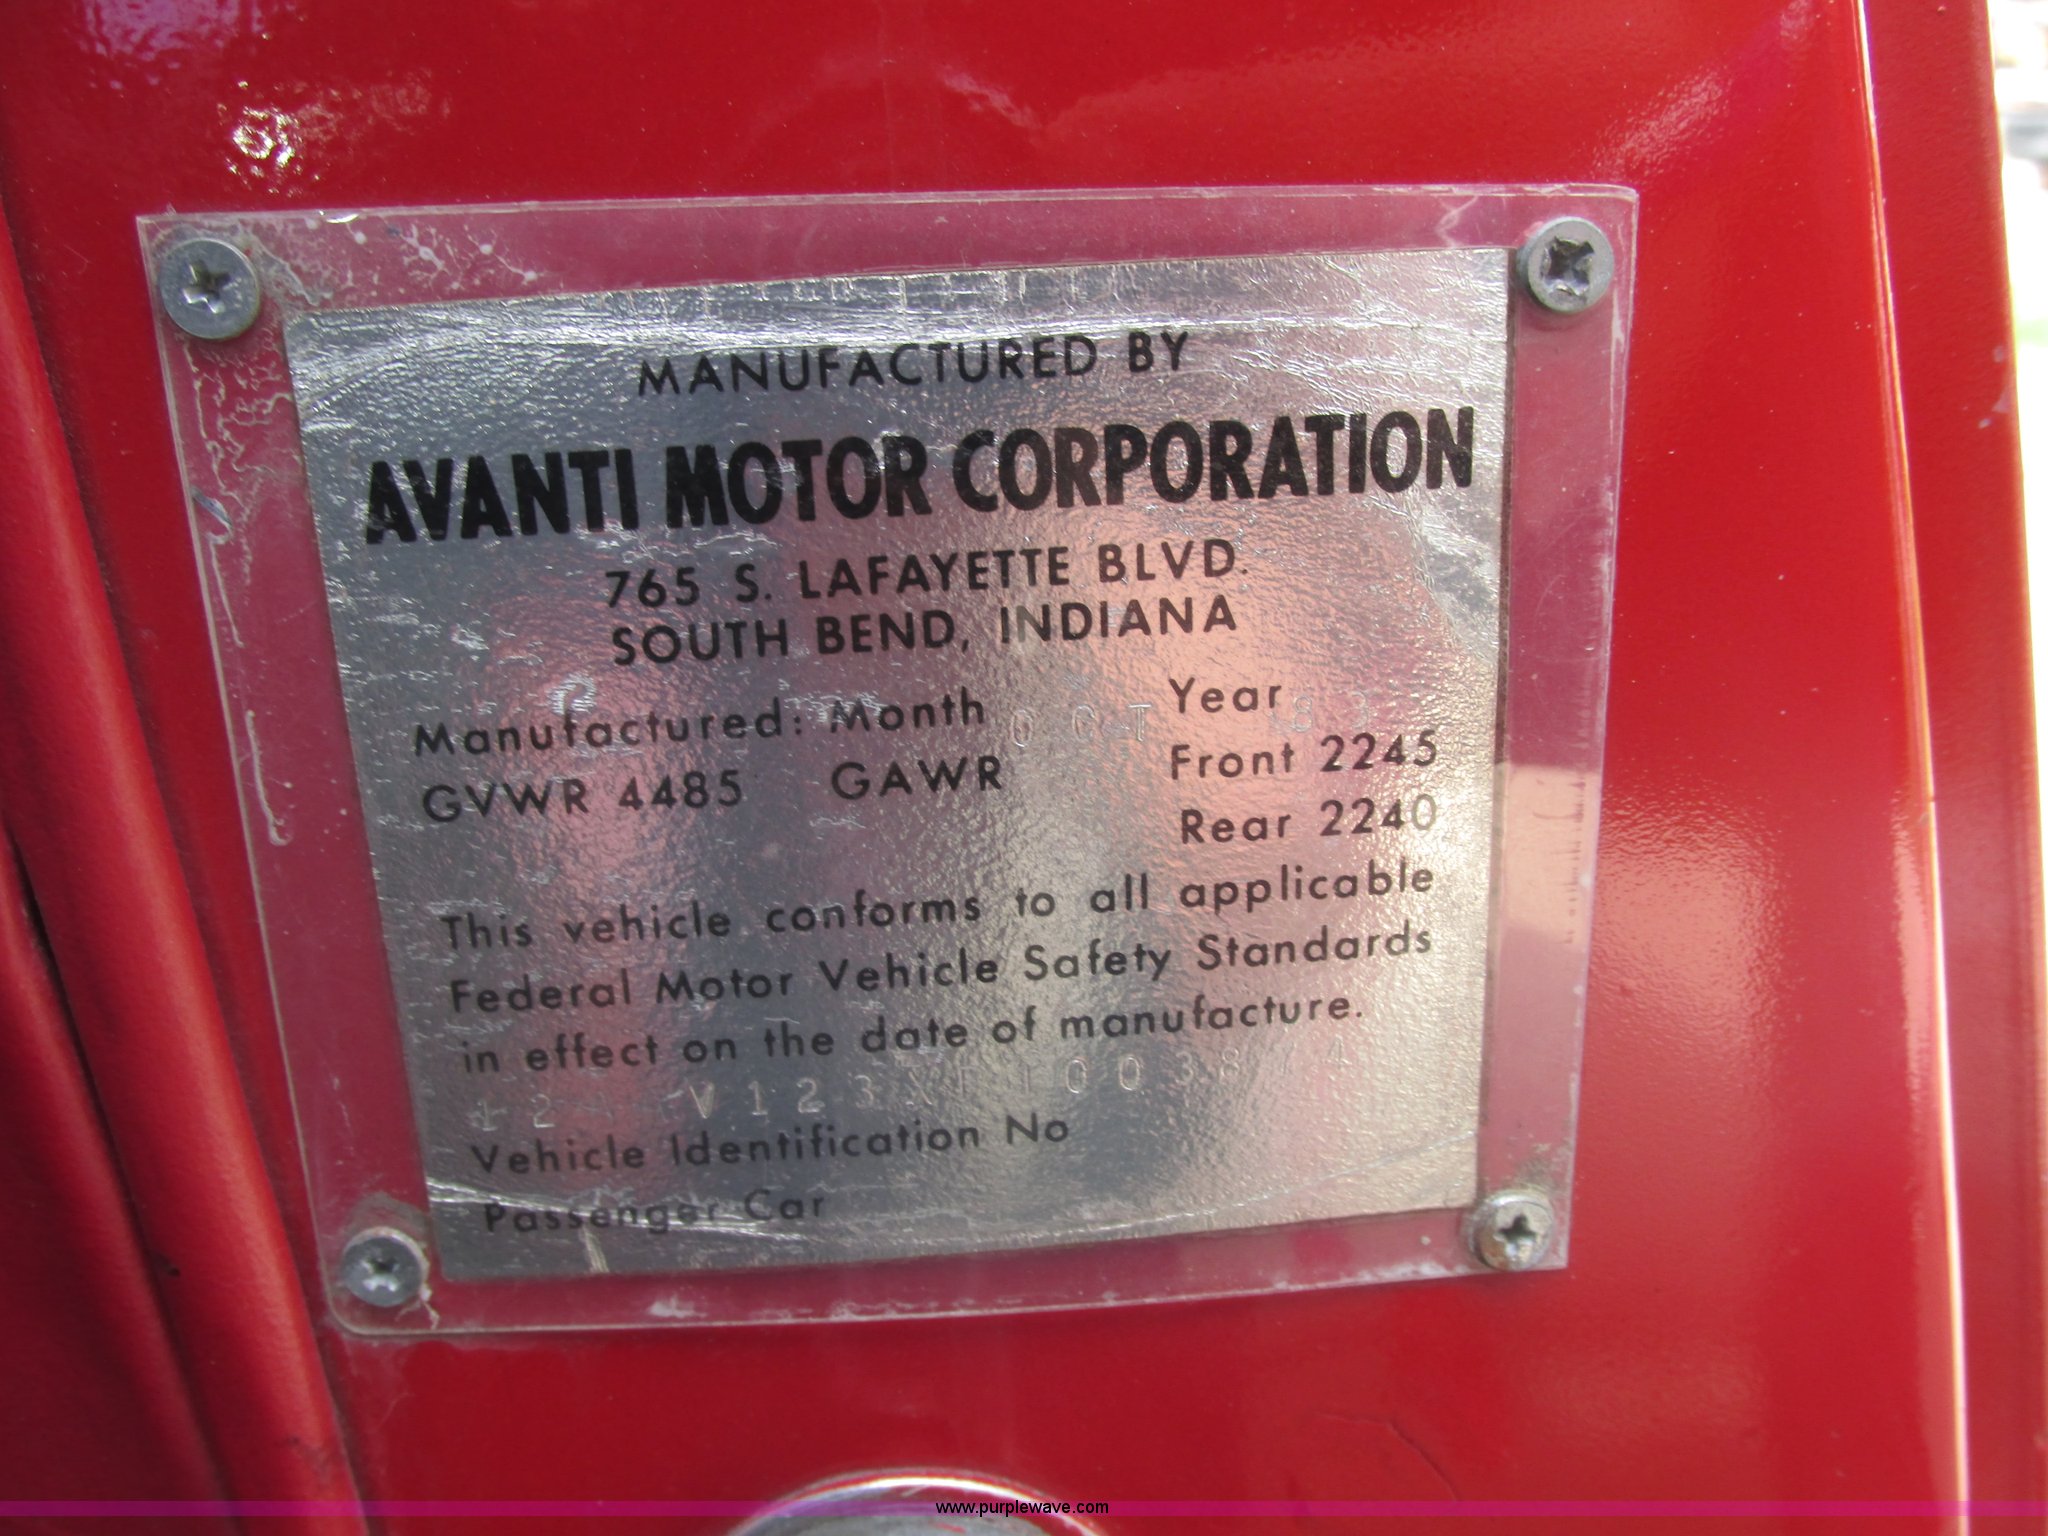 MANUFACTURED BY
AVANTI MOTOR CORPORATION
765 S. LAFAYETTE BLVD.
SOUTH BEND, INDIANA
Manufactured: Month OCT Year 83
GVWR 4485 GAWR Front 2245
Rear 2240
This vehicle conforms to all applicable
Federal Motor Vehicle Safety Standards
in effect on the date of manufacture.
Vehicle Identification No
Passenger Car
www.purplewave.com